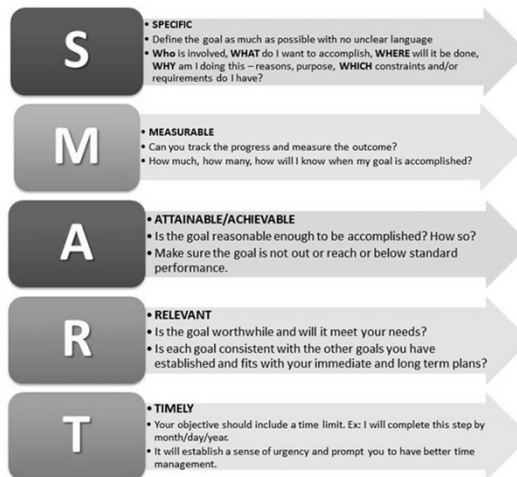 S
• SPECIFIC
• Define the goal as much as possible with no unclear language
• Who is involved, WHAT do I want to accomplish, WHERE will it be done,
WHY am I doing this – reasons, purpose, WHICH constraints and/or
requirements do I have?
M
• MEASURABLE
• Can you track the progress and measure the outcome?
• How much, how many, how will I know when my goal is accomplished?
A
• ATTAINABLE/ACHIEVABLE
• Is the goal reasonable enough to be accomplished? How so?
• Make sure the goal is not out or reach or below standard
performance.
R
• RELEVANT
• Is the goal worthwhile and will it meet your needs?
• Is each goal consistent with the other goals you have
established and fits with your immediate and long term plans?
T
• TIMELY
• Your objective should include a time limit. Ex: I will complete this step by
month/day/year.
• It will establish a sense of urgency and prompt you to have better time
management.